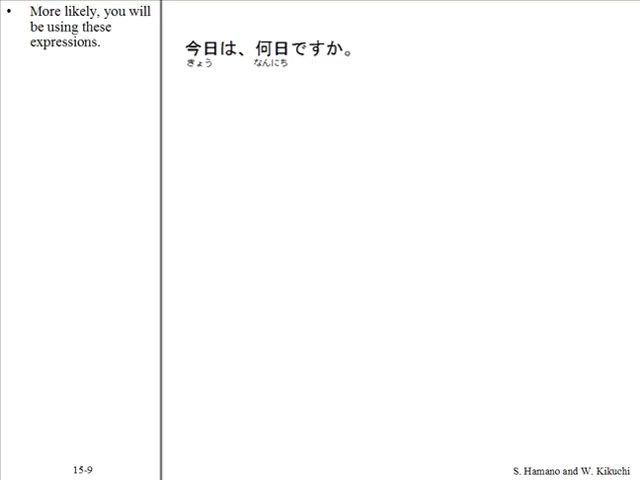 • More likely, you will
be using these
expressions.
今日は、何日ですか。
きょう なんにち
15-9
S. Hamano and W. Kikuchi